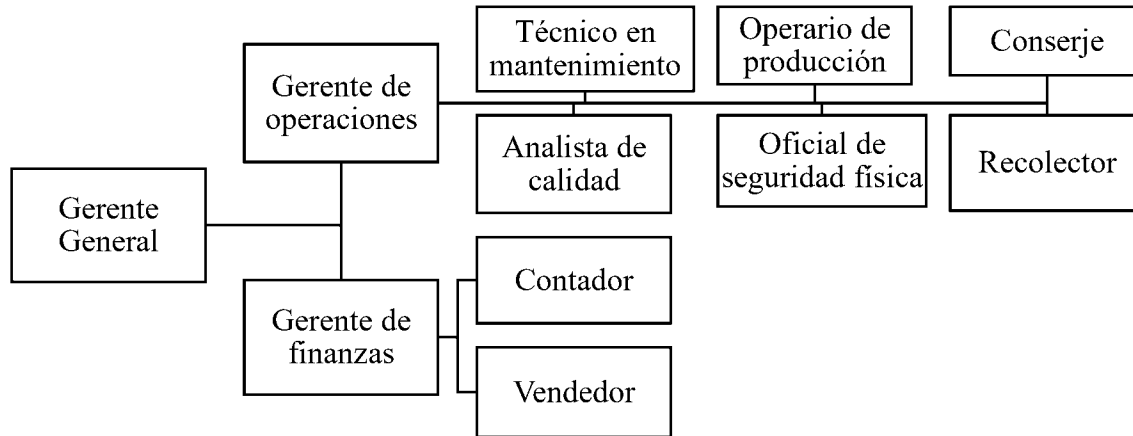 Técnico en
mantenimiento
Operario de
producción
Conserje
Gerente de
operaciones
Analista de
calidad
Oficial de
seguridad física
Recolector
Gerente
General
Contador
Gerente de
finanzas
Vendedor